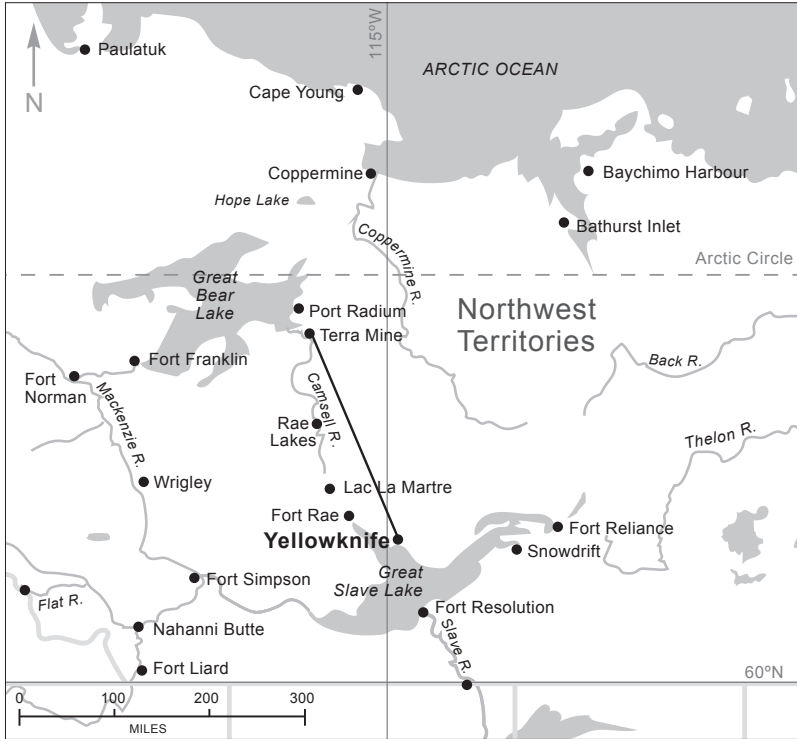 Paulatuk
115°W
ARCTIC OCEAN
N
Cape Young
Coppermine
Baychimo Harbour
Hope Lake
Bathurst Inlet
Coppermine R.
Arctic Circle
Great
Bear
Lake
Port Radium
Northwest
Territories
Terra Mine
Fort Franklin
Back R.
Fort
Norman
Mackenzie R.
Camsell R.
Rae
Lakes
Thelon R.
Wrigley
Lac La Martre
Fort Rae
Fort Reliance
Yellowknife
Snowdrift
Great
Slave Lake
Fort Simpson
Flat R.
Fort Resolution
Nahanni Butte
Slave R.
Fort Liard
60ºN
0 100 200 300
MILES